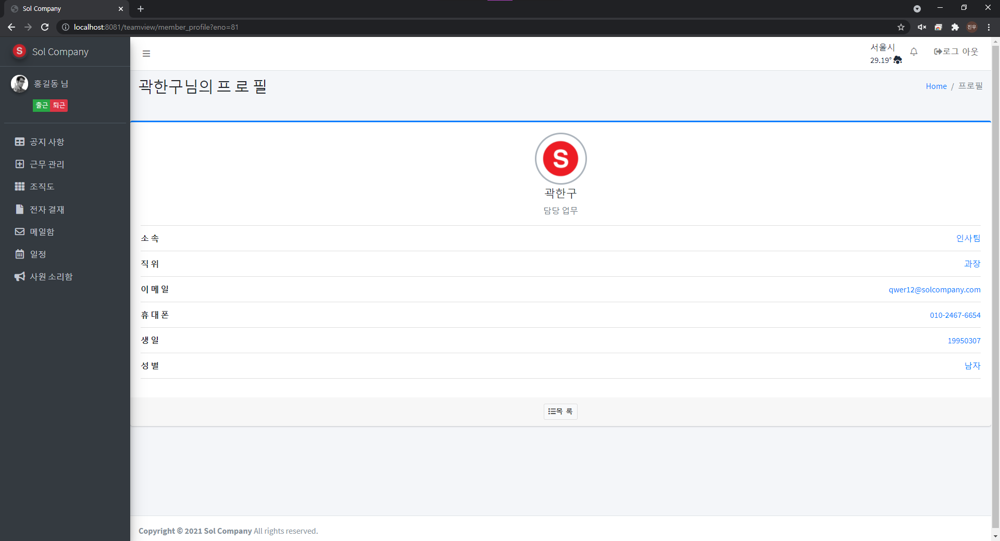 Sol Company
localhost:8081/teamview/member_profile?eno=81
진우
S Sol Company
홍길동 님
출근 퇴근
공지 사항
근무 관리
조직도
전자 결재
메일함
일정
사원 소리함
서울시
29.19°
로그 아웃
곽한구님의 프 로 필
Home / 프로필
S
곽한구
담당 업무
소 속 인사팀
직 위 과장
이 메 일 qwer12@solcompany.com
휴 대 폰 010-2467-6654
생 일 19950307
성 별 남자
목 록
Copyright © 2021 Sol Company All rights reserved.